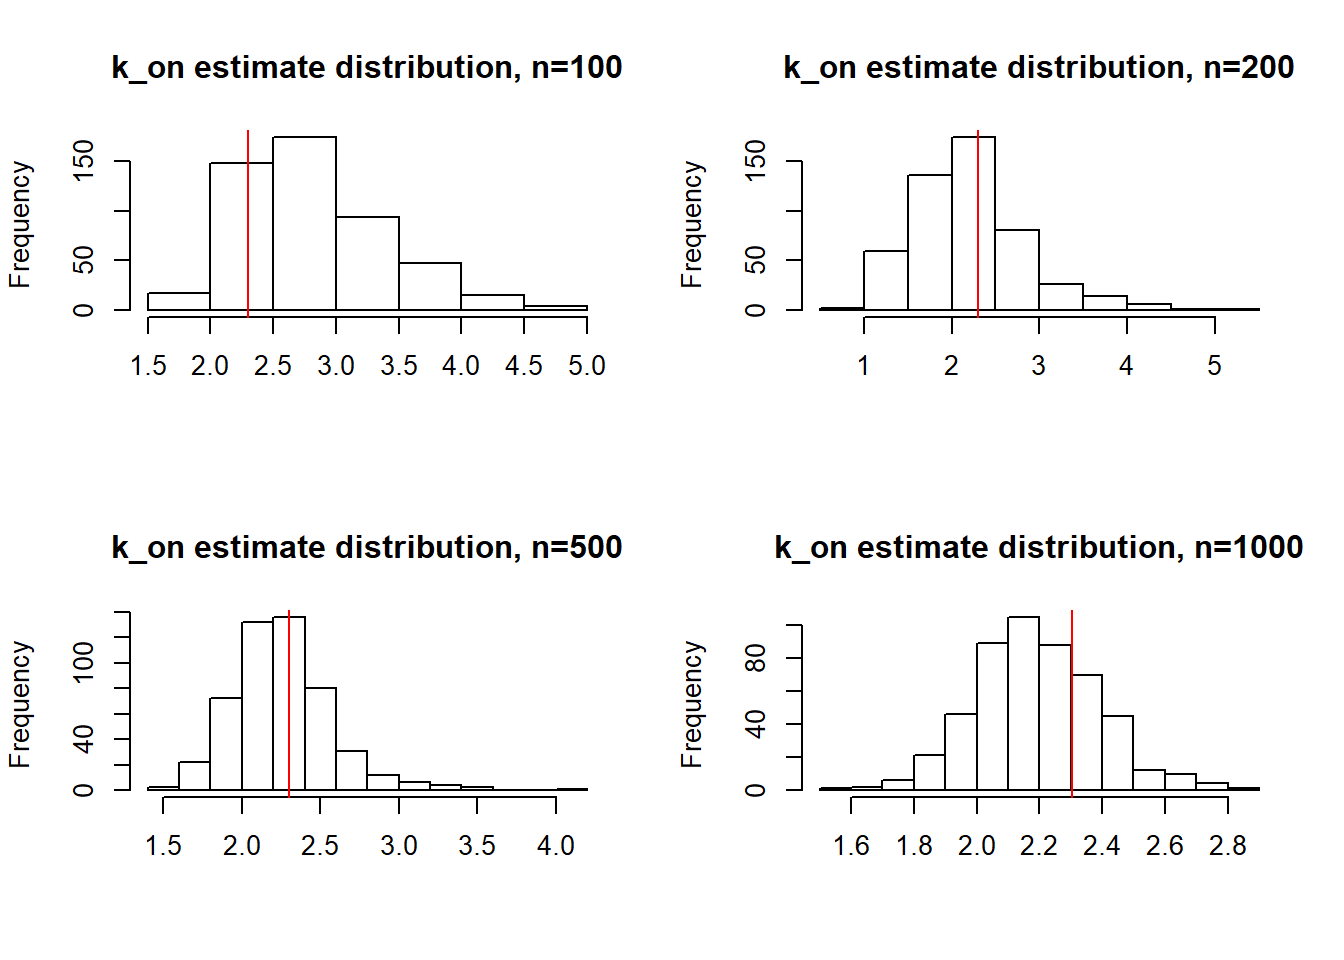 k_on estimate distribution, n=100
Frequency
0 50 150
1.5 2.0 2.5 3.0 3.5 4.0 4.5 5.0
k_on estimate distribution, n=200
Frequency
0 50 150
1 2 3 4 5
k_on estimate distribution, n=500
Frequency
0 40 100
1.5 2.0 2.5 3.0 3.5 4.0
k_on estimate distribution, n=1000
Frequency
0 40 80
1.6 1.8 2.0 2.2 2.4 2.6 2.8